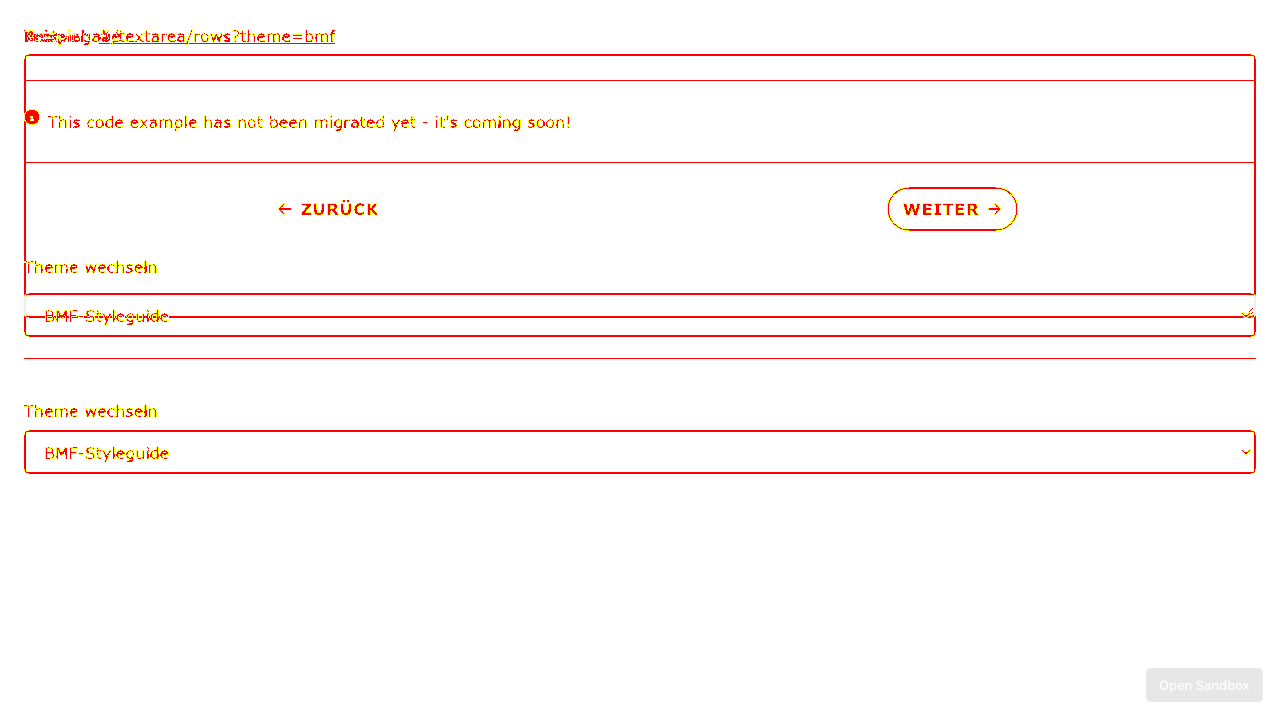 /textarea/rows?theme=bmf
This code example has not been migrated yet - it's coming soon!
← ZURÜCK
WEITER →
Theme wechseln
BMF-Styleguide
Theme wechseln
BMF-Styleguide
Open Sandbox